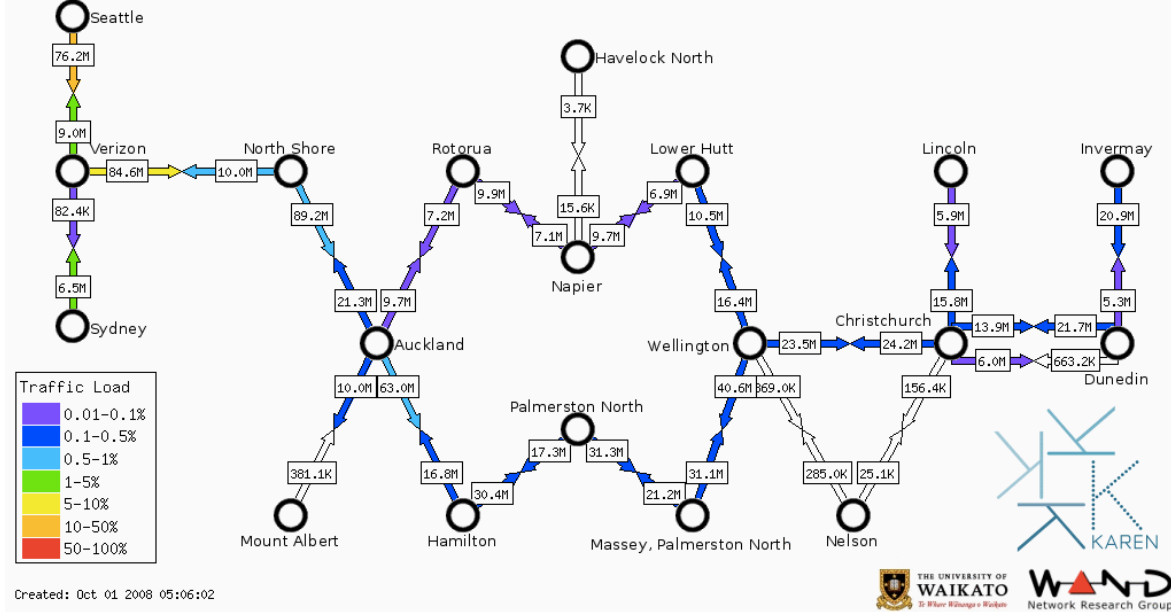 Seattle
76.2M
Havelock North
3.7K
9.0M
Verizon
North Shore
Rotorua
Lower Hutt
Lincoln
Invermay
84.6M
10.0M
82.4K
89.2M
7.2M
9.9M
15.6K
6.9M
10.5M
5.9M
20.9M
7.1M
9.7M
Napier
6.5M
21.3M
9.7M
16.4M
15.8M
5.3M
Sydney
Christchurch
13.9M
21.7M
Auckland
Wellington
23.5M
24.2M
6.0M
663.2K
Dunedin
Traffic Load
0.01-0.1%
0.1-0.5%
0.5-1%
1-5%
5-10%
10-50%
50-100%
10.0M
63.0M
40.6M
156.4K
Palmerston North
17.3M
31.3M
381.1K
16.8M
30.4M
21.2M
31.1M
285.0K
25.1K
Mount Albert
Hamilton
Massey, Palmerston North
Nelson
KAREN
Created: Oct 01 2008 05:06:02
THE UNIVERSITY OF
WAIKATO
Te Whare Wānanga o Waikato
WAND
Network Research Group